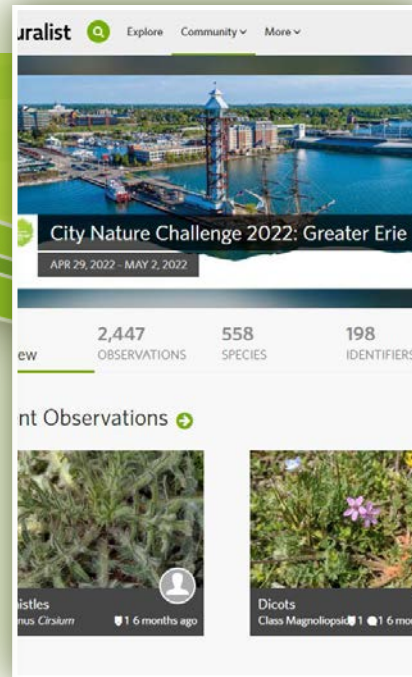 uralist Explore Community More
City Nature Challenge 2022: Greater Erie
APR 29, 2022 - MAY 2, 2022
ew
2,447 558 198
OBSERVATIONS SPECIES IDENTIFIERS
nt Observations
istles Dicots
nus Cirsium 1 6 months ago Class Magnoliopsid 1 1 6 mo